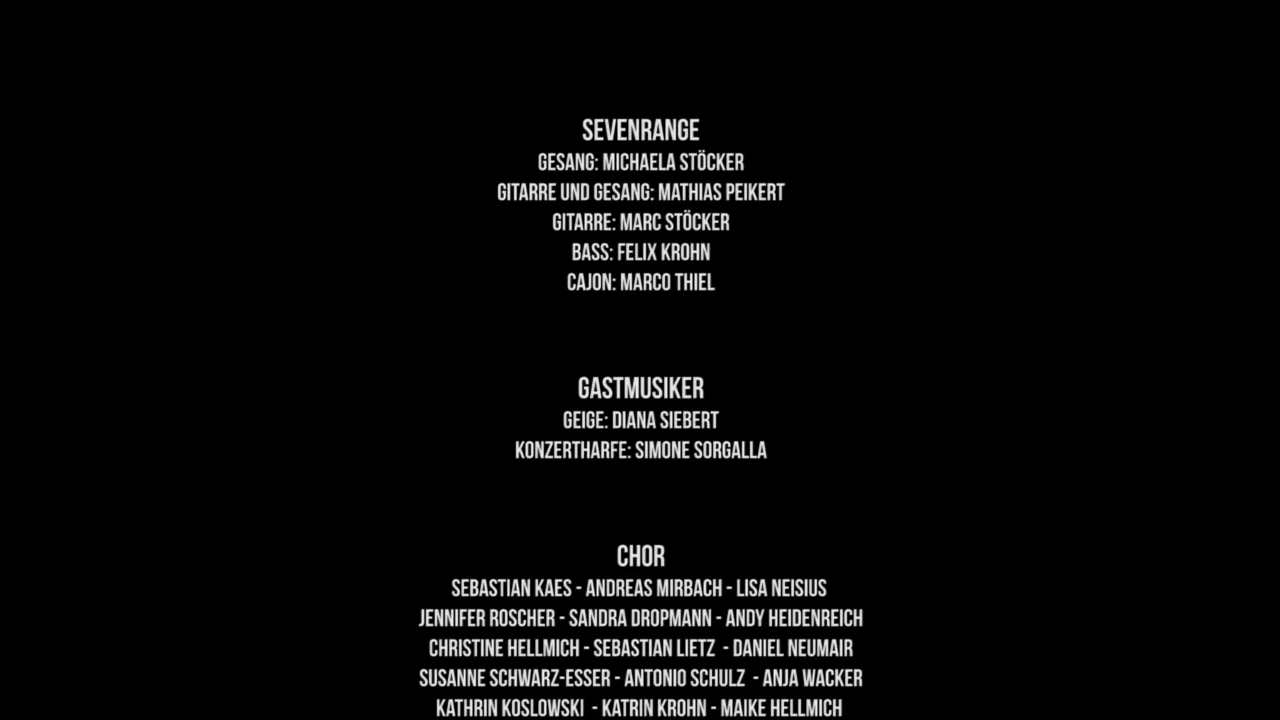 SEVENRANGE
GESANG: MICHAELA STÖCKER
GITARRE UND GESANG: MATHIAS PEIKERT
GITARRE: MARC STÖCKER
BASS: FELIX KROHN
CAJON: MARCO THIEL
GASTMUSIKER
GEIGE: DIANA SIEBERT
KONZERTHARFE: SIMONE SORGALLA
CHOR
SEBASTIAN KAES - ANDREAS MIRBACH - LISA NEISIUS
JENNIFER ROSCHER - SANDRA DROPMANN - ANDY HEIDENREICH
CHRISTINE HELLMICH - SEBASTIAN LIETZ - DANIEL NEUMAIR
SUSANNE SCHWARZ-ESSER - ANTONIO SCHULZ - ANJA WACKER
KATHRIN KOSLOWSKI - KATRIN KROHN - MAIKE HELLMICH